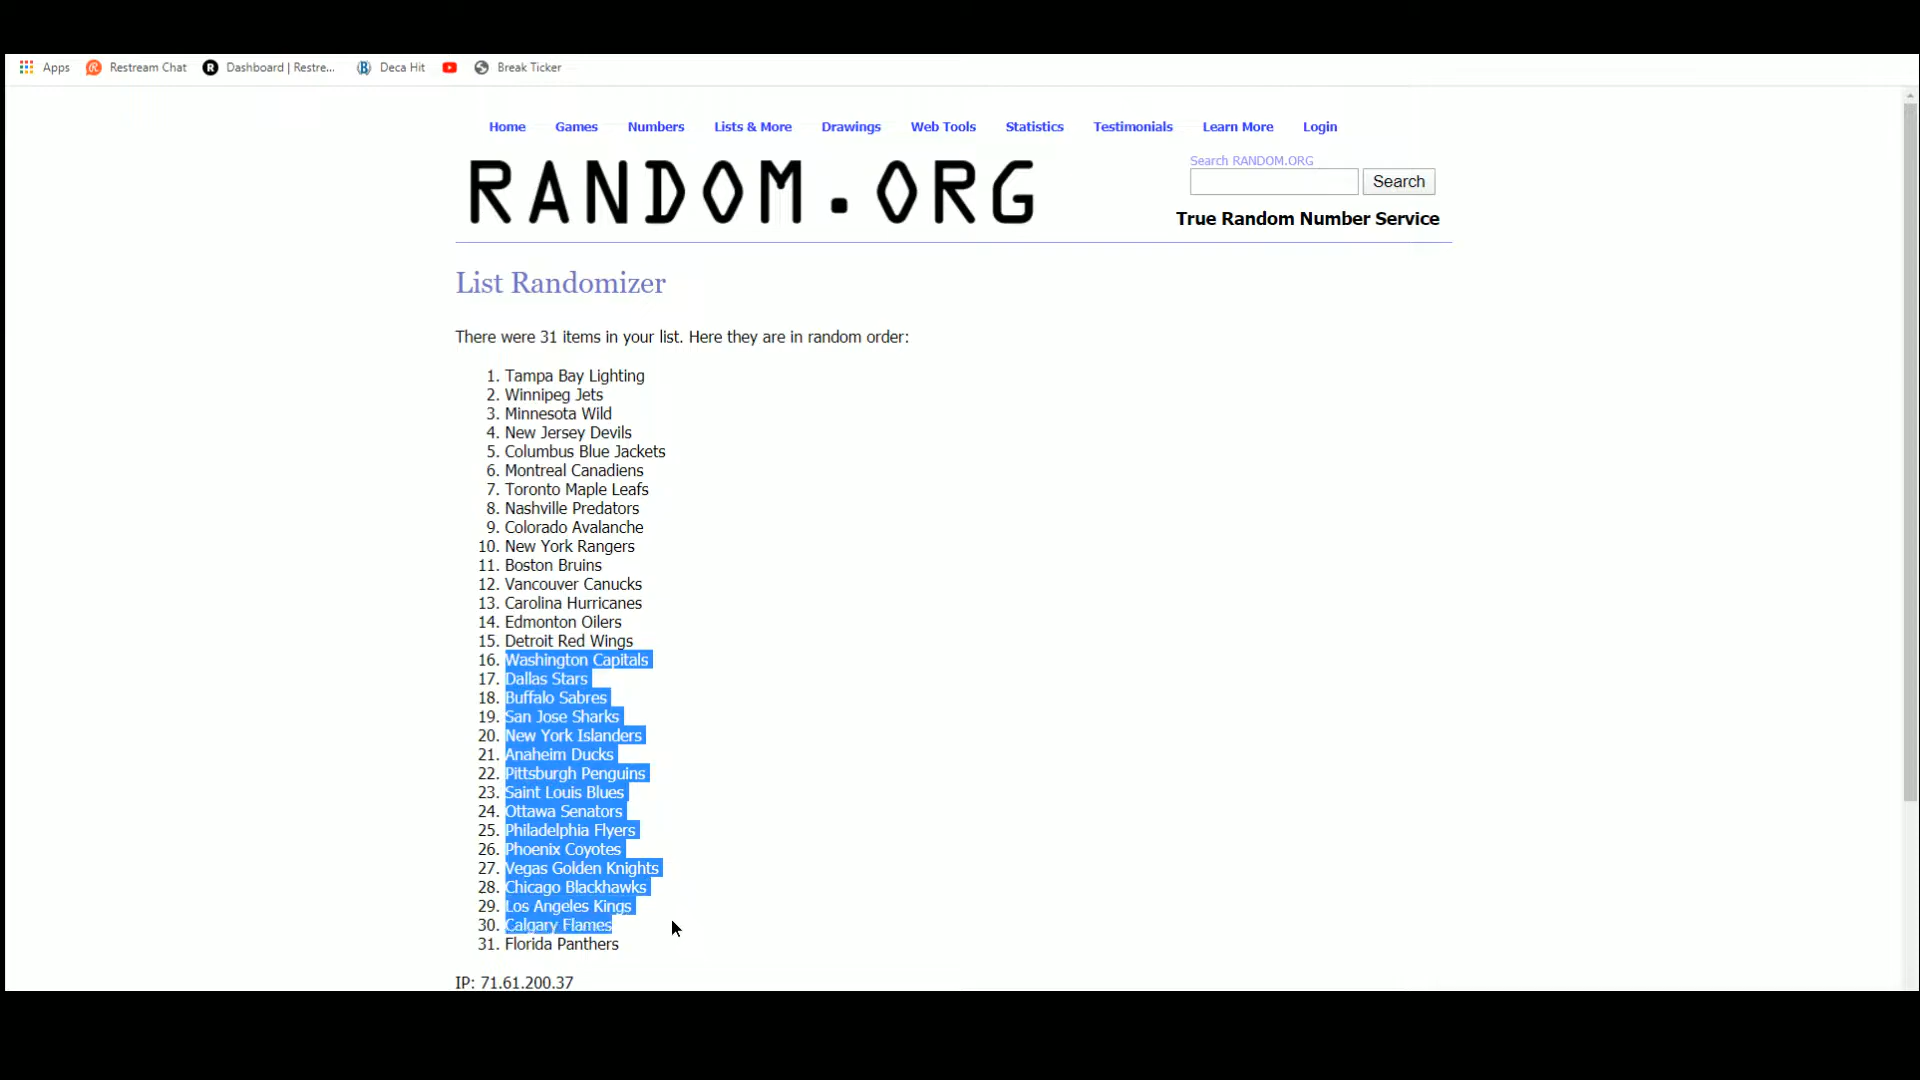 Apps Restream Chat Dashboard | Restre... Deca Hit Break Ticker
Home Games Numbers Lists & More Drawings Web Tools Statistics Testimonials Learn More Login
RANDOM.ORG
Search RANDOM.ORG
Search
True Random Number Service
List Randomizer
There were 31 items in your list. Here they are in random order:
1. Tampa Bay Lighting
2. Winnipeg Jets
3. Minnesota Wild
4. New Jersey Devils
5. Columbus Blue Jackets
6. Montreal Canadiens
7. Toronto Maple Leafs
8. Nashville Predators
9. Colorado Avalanche
10. New York Rangers
11. Boston Bruins
12. Vancouver Canucks
13. Carolina Hurricanes
14. Edmonton Oilers
15. Detroit Red Wings
16. Washington Capitals
17. Dallas Stars
18. Buffalo Sabres
19. San Jose Sharks
20. New York Islanders
21. Anaheim Ducks
22. Pittsburgh Penguins
23. Saint Louis Blues
24. Ottawa Senators
25. Philadelphia Flyers
26. Phoenix Coyotes
27. Vegas Golden Knights
28. Chicago Blackhawks
29. Los Angeles Kings
30. Calgary Flames
31. Florida Panthers
IP: 71.61.200.37